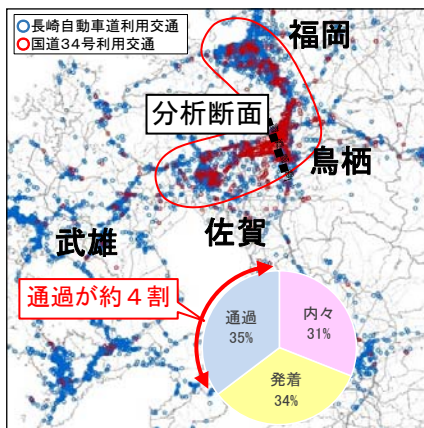 ○長崎自動車道利用交通
○国道34号利用交通
福岡
分析断面
鳥栖
佐賀
武雄
通過が約4割
通過
35%
内々
31%
発着
34%